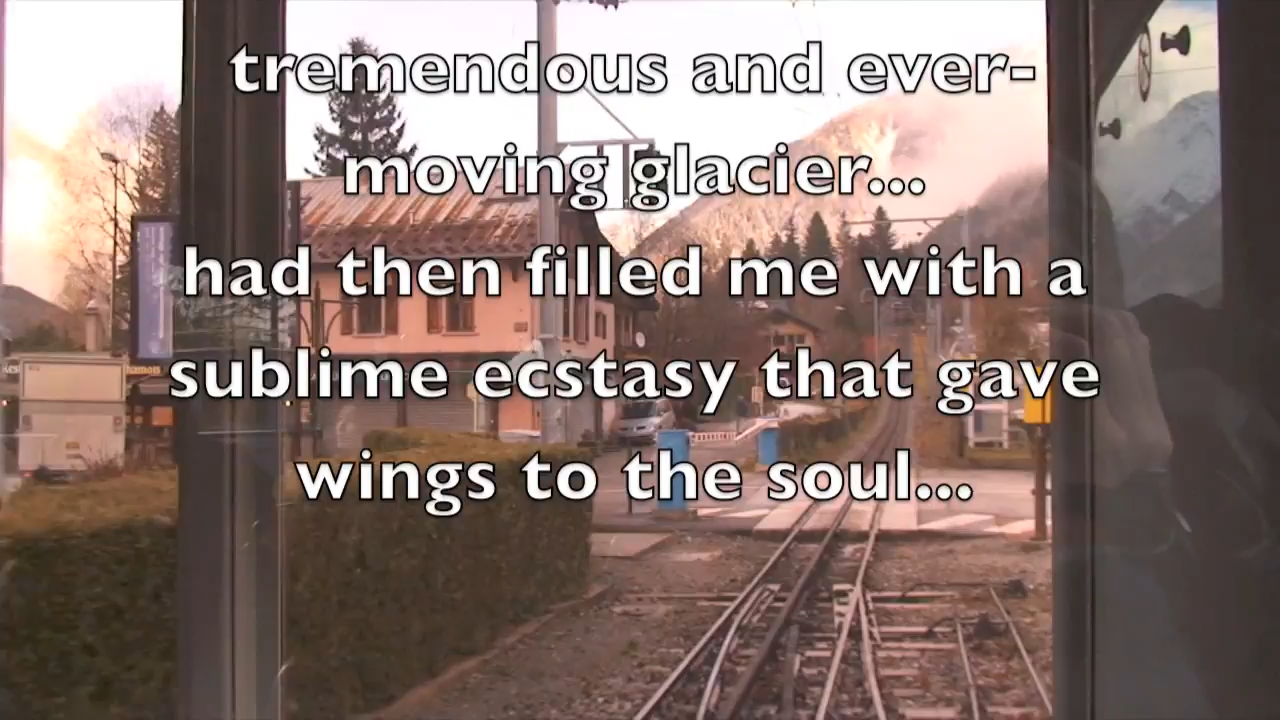 tremendous and ever-
moving glacier...
had then filled me with a
sublime ecstasy that gave
wings to the soul...